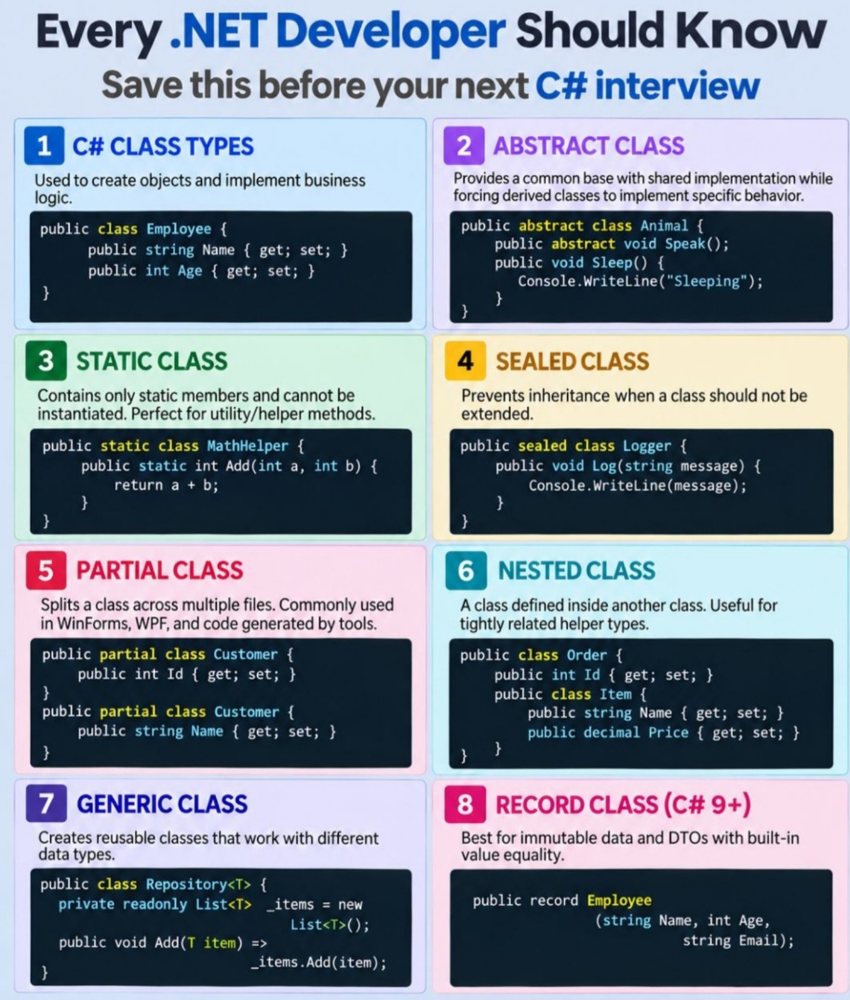 Every .NET Developer Should Know
Save this before your next C# interview
1 C# CLASS TYPES
Used to create objects and implement business
logic.
public class Employee {
public string Name { get; set; }
public int Age { get; set; }
}
2 ABSTRACT CLASS
Provides a common base with shared implementation while
forcing derived classes to implement specific behavior.
public abstract class Animal {
public abstract void Speak();
public void Sleep() {
Console.WriteLine("Sleeping");
}
}
3 STATIC CLASS
Contains only static members and cannot be
instantiated. Perfect for utility/helper methods.
public static class MathHelper {
public static int Add(int a, int b) {
return a + b;
}
}
4 SEALED CLASS
Prevents inheritance when a class should not be
extended.
public sealed class Logger {
public void Log(string message) {
Console.WriteLine(message);
}
}
5 PARTIAL CLASS
Splits a class across multiple files. Commonly used
in WinForms, WPF, and code generated by tools.
public partial class Customer {
public int Id { get; set; }
}
public partial class Customer {
public string Name { get; set; }
}
6 NESTED CLASS
A class defined inside another class. Useful for
tightly related helper types.
public class Order {
public int Id { get; set; }
public class Item {
public string Name { get; set; }
public decimal Price { get; set; }
} }
7 GENERIC CLASS
Creates reusable classes that work with different
data types.
public class Repository<T> {
private readonly List<T> _items = new
List<T>();
public void Add(T item) =>
_items.Add(item);
}
8 RECORD CLASS (C# 9+)
Best for immutable data and DTOs with built-in
value equality.
public record Employee
(string Name, int Age,
string Email);